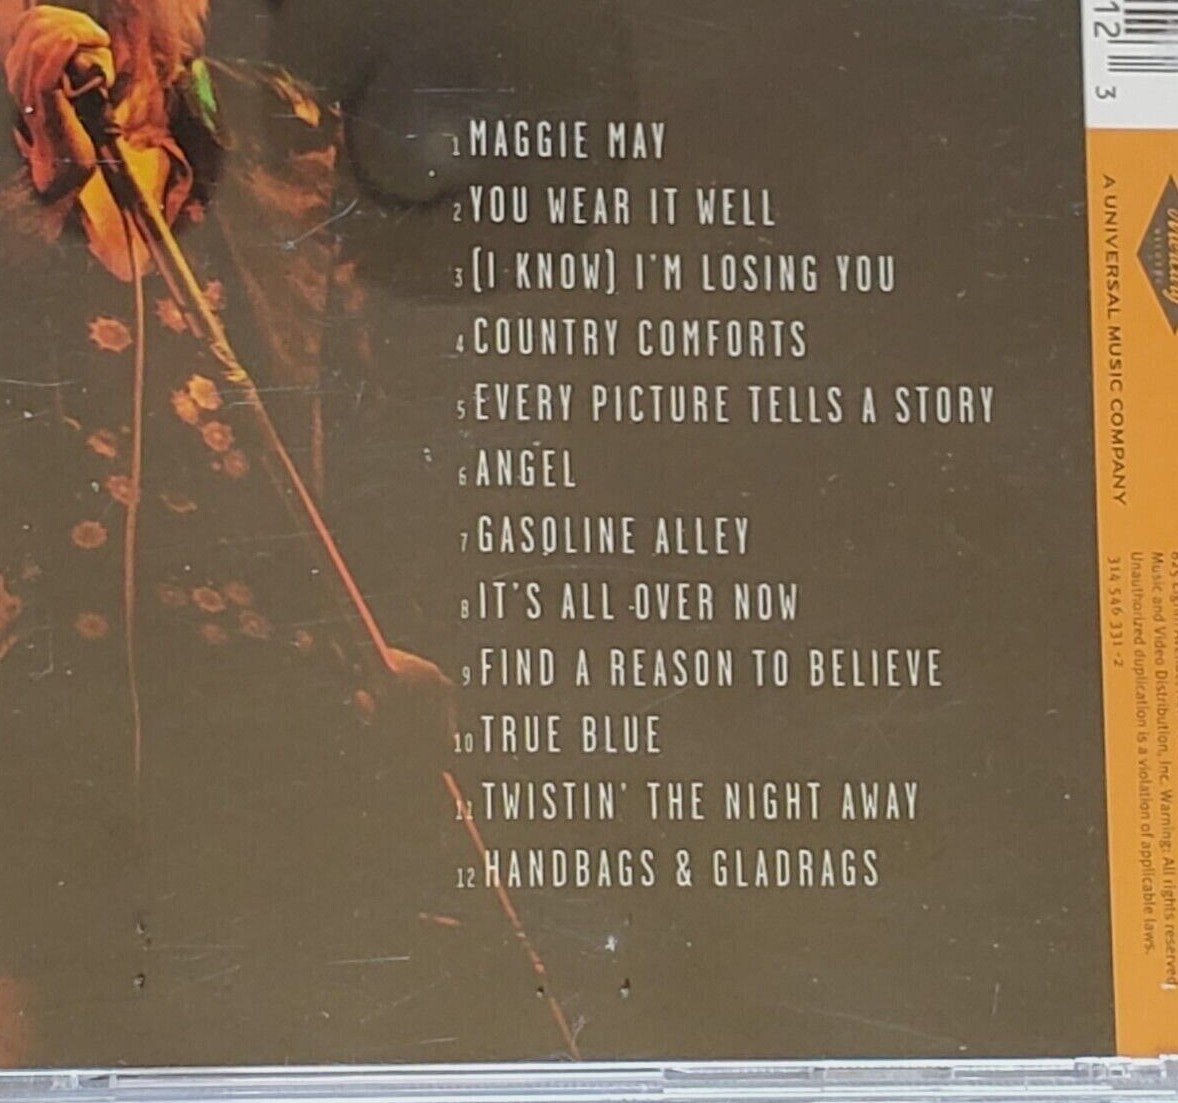 1 MAGGIE MAY
2 YOU WEAR IT WELL
3 (I KNOW) I'M LOSING YOU
4 COUNTRY COMFORTS
5 EVERY PICTURE TELLS A STORY
6 ANGEL
7 GASOLINE ALLEY
8 IT'S ALL OVER NOW
9 FIND A REASON TO BELIEVE
10 TRUE BLUE
11 TWISTIN' THE NIGHT AWAY
12 HANDBAGS & GLADRAGS
12 3
A UNIVERSAL MUSIC COMPANY
Music and Video Distribution, Inc. Warning: All rights reserved
Unauthorized duplication is a violation of applicable laws.
314 546 331-2